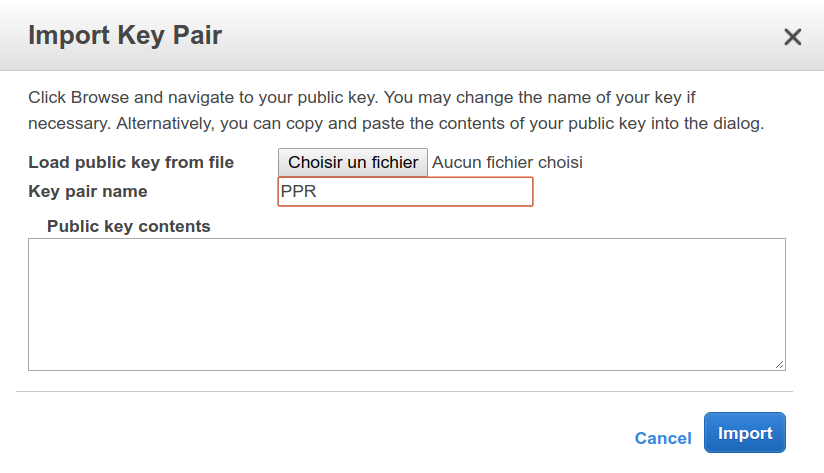 Import Key Pair
Click Browse and navigate to your public key. You may change the name of your key if
necessary. Alternatively, you can copy and paste the contents of your public key into the dialog.
Load public key from file Choisir un fichier Aucun fichier choisi
Key pair name PPR
Public key contents
Cancel Import